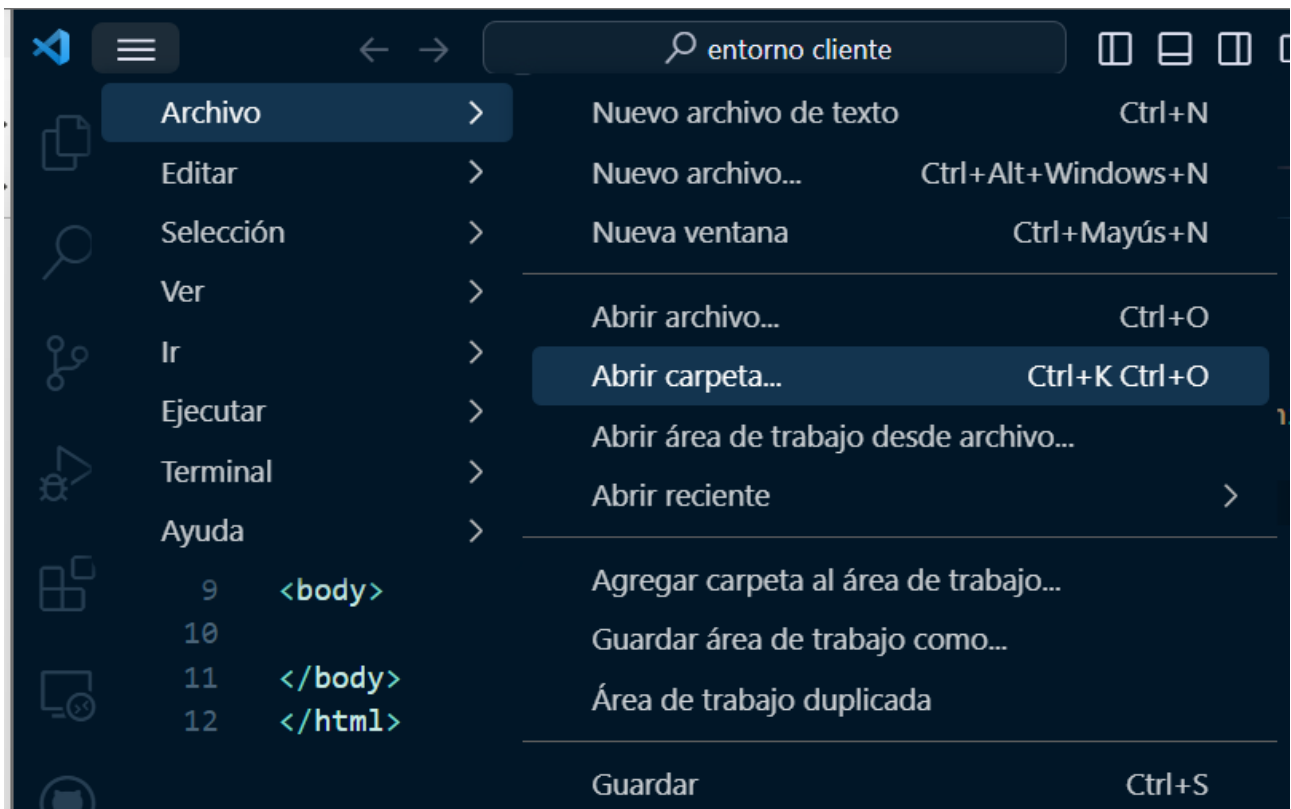 entorno cliente
Archivo
Editar
Selección
Ver
Ir
Ejecutar
Terminal
Ayuda
Nuevo archivo de texto Ctrl+N
Nuevo archivo... Ctrl+Alt+Windows+N
Nueva ventana Ctrl+Mayús+N
Abrir archivo... Ctrl+O
Abrir carpeta... Ctrl+K Ctrl+O
Abrir área de trabajo desde archivo...
Abrir reciente
Agregar carpeta al área de trabajo...
Guardar área de trabajo como...
Área de trabajo duplicada
Guardar Ctrl+S
9 <body>
10
11 </body>
12 </html>